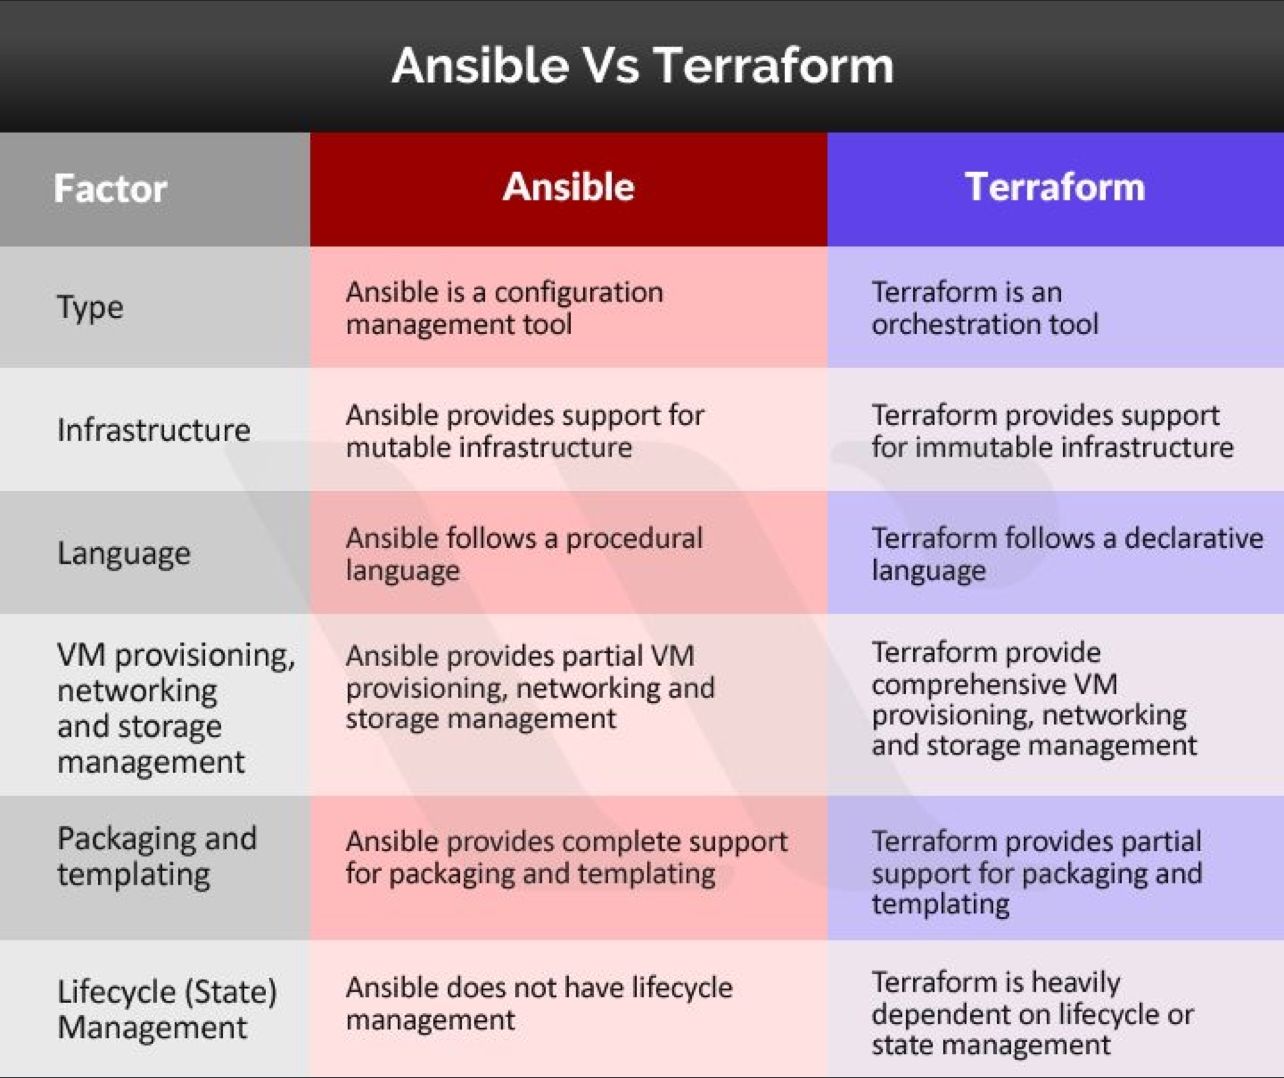 Ansible Vs Terraform
Factor
Ansible
Terraform
Type
Ansible is a configuration
management tool
Terraform is an
orchestration tool
Infrastructure
Ansible provides support for
mutable infrastructure
Terraform provides support
for immutable infrastructure
Language
Ansible follows a procedural
language
Terraform follows a declarative
language
VM provisioning,
networking
and storage
management
Ansible provides partial VM
provisioning, networking and
storage management
Terraform provide
comprehensive VM
provisioning, networking
and storage management
Packaging and
templating
Ansible provides complete support
for packaging and templating
Terraform provides partial
support for packaging and
templating
Lifecycle (State)
Management
Ansible does not have lifecycle
management
Terraform is heavily
dependent on lifecycle or
state management